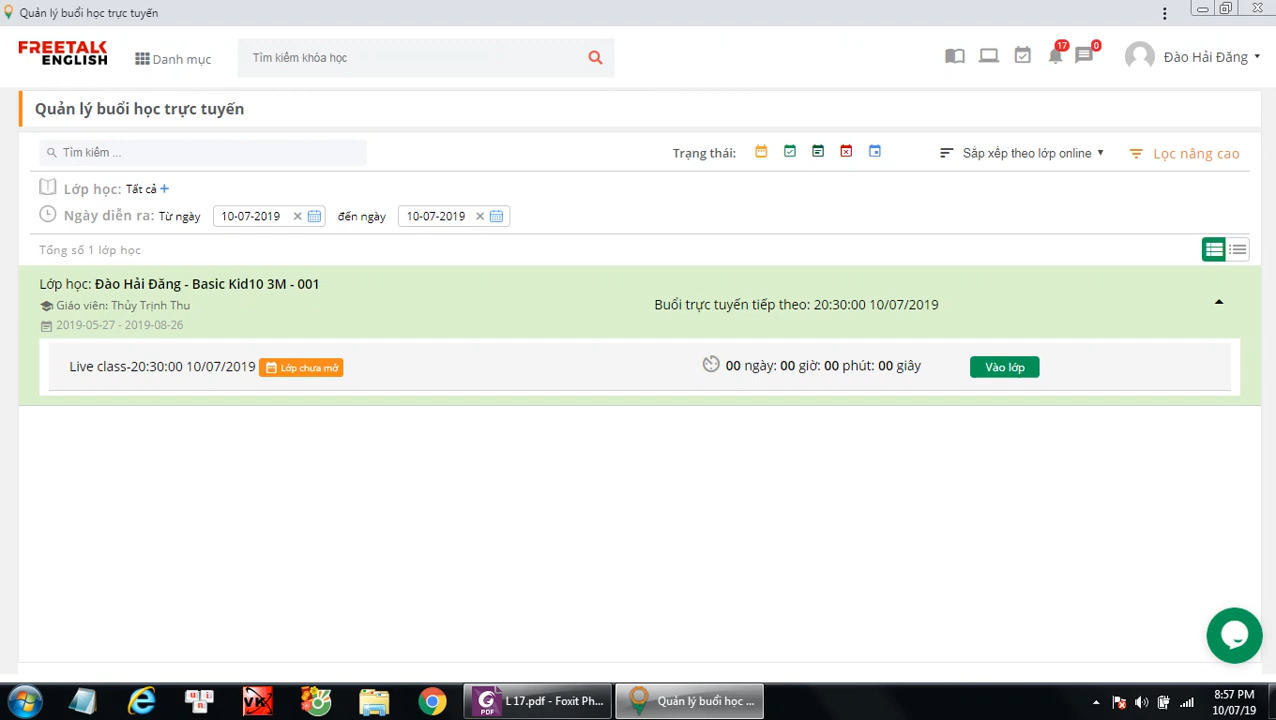 Quản lý buổi học trực tuyến
FREETALK
ENGLISH
Danh mục
Tìm kiếm khóa học
17
0
Đào Hải Đăng
Quản lý buổi học trực tuyến
Tìm kiếm ...
Trạng thái:
Sắp xếp theo lớp online
Lọc nâng cao
Lớp học: Tất cả +
Ngày diễn ra: Từ ngày 10-07-2019 đến ngày 10-07-2019
Tổng số 1 lớp học
Lớp học: Đào Hải Đăng - Basic Kid10 3M - 001
Giáo viên: Thủy Trịnh Thu
Buổi trực tuyến tiếp theo: 20:30:00 10/07/2019
2019-05-27 - 2019-08-26
Live class-20:30:00 10/07/2019 Lớp chưa mở
00 ngày: 00 giờ: 00 phút: 00 giây
Vào lớp
u i n
VK
PDF
L 17.pdf - Foxit Ph...
Quản lý buổi học ...
8:57 PM
10/07/19